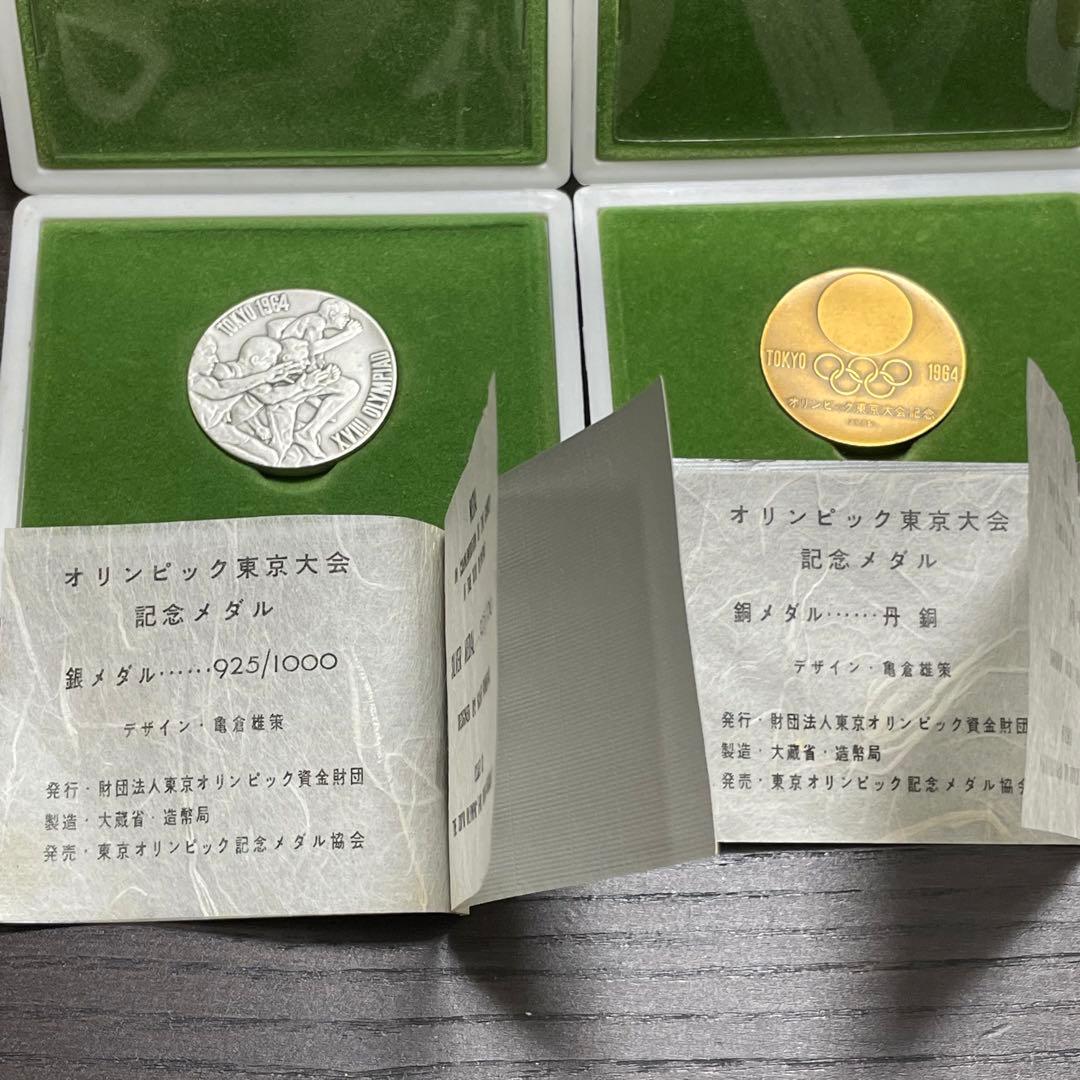 TOKYO 1964
XVIII OLYMPIAD
TOKYO 1964
オリンピック東京大会記念
オリンピック東京大会
記念メダル
銀メダル……925/1000
デザイン・亀倉雄策
発行・財団法人東京オリンピック資金財団
製造・大蔵省・造幣局
発売・東京オリンピック記念メダル協会
オリンピック東京大会
記念メダル
銅メダル……丹銅
デザイン・亀倉雄策
発行・財団法人東京オリンピック資金財団
製造・大蔵省・造幣局
発売・東京オリンピック記念メダル協会